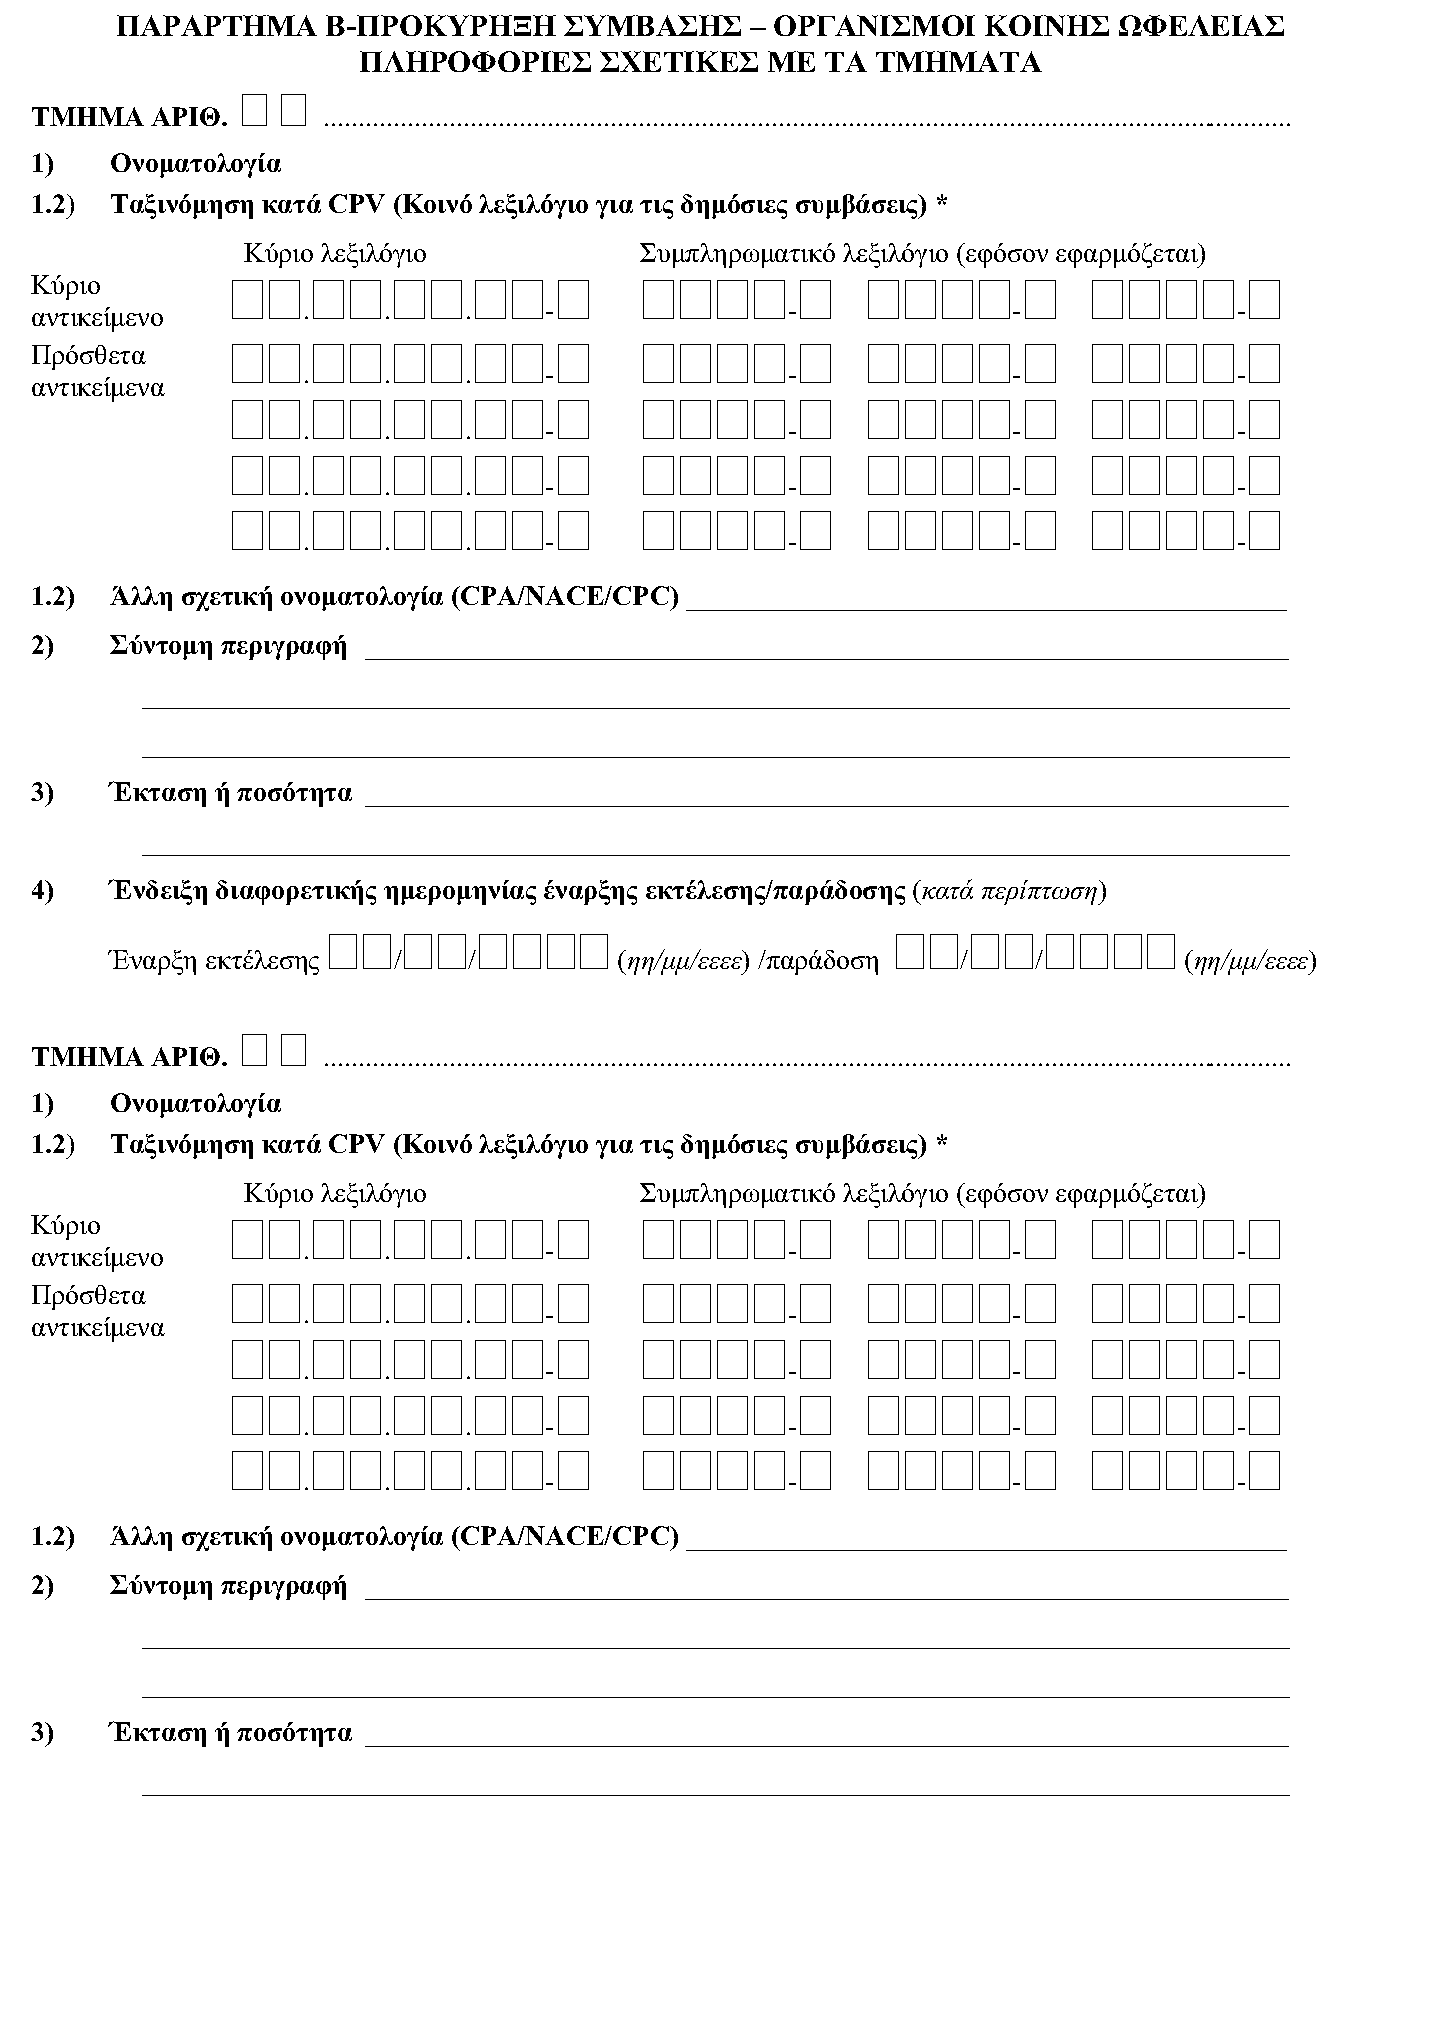 ΠΑΡΑΡΤΗΜΑ Β-ΠΡΟΚΥΡΗΞΗ ΣΥΜΒΑΣΗΣ – ΟΡΓΑΝΙΣΜΟΙ ΚΟΙΝΗΣ ΩΦΕΛΕΙΑΣ
ΠΛΗΡΟΦΟΡΙΕΣ ΣΧΕΤΙΚΕΣ ΜΕ ΤΑ ΤΜΗΜΑΤΑ
ΤΜΗΜΑ ΑΡΙΘ.
1) Ονοματολογία
1.2) Ταξινόμηση κατά CPV (Κοινό λεξιλόγιο για τις δημόσιες συμβάσεις) *
Κύριο λεξιλόγιο Συμπληρωματικό λεξιλόγιο (εφόσον εφαρμόζεται)
Κύριο
αντικείμενο
Πρόσθετα
αντικείμενα
1.2) Άλλη σχετική ονοματολογία (CPA/NACE/CPC)
2) Σύντομη περιγραφή
3) Έκταση ή ποσότητα
4) Ένδειξη διαφορετικής ημερομηνίας έναρξης εκτέλεσης/παράδοσης (κατά περίπτωση)
Έναρξη εκτέλεσης / / (ηη/μμ/εεεε) /παράδοση / / (ηη/μμ/εεεε)
ΤΜΗΜΑ ΑΡΙΘ.
1) Ονοματολογία
1.2) Ταξινόμηση κατά CPV (Κοινό λεξιλόγιο για τις δημόσιες συμβάσεις) *
Κύριο λεξιλόγιο Συμπληρωματικό λεξιλόγιο (εφόσον εφαρμόζεται)
Κύριο
αντικείμενο
Πρόσθετα
αντικείμενα
1.2) Άλλη σχετική ονοματολογία (CPA/NACE/CPC)
2) Σύντομη περιγραφή
3) Έκταση ή ποσότητα